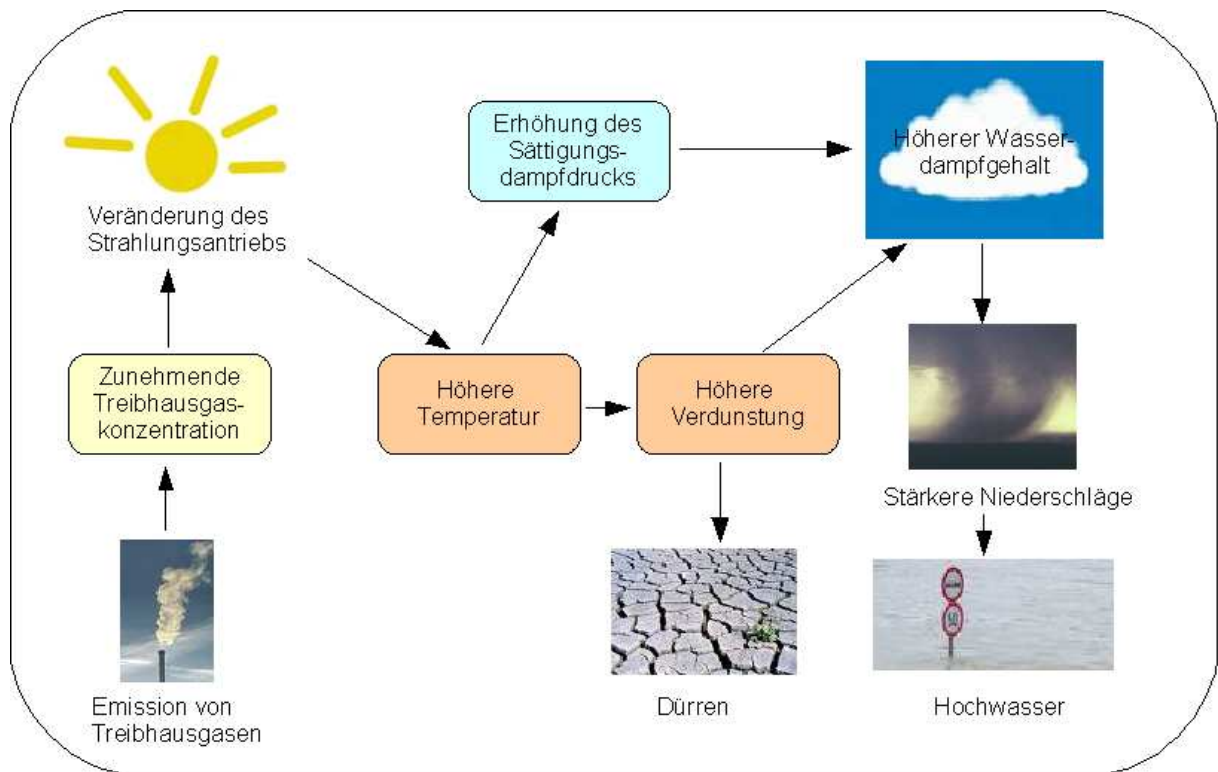 Veränderung des
Strahlungsantriebs
Erhöhung des
Sättigungs-
dampfdrucks
Höherer Wasser-
dampfgehalt
Zunehmende
Treibhausgas-
konzentration
Höhere
Temperatur
Höhere
Verdunstung
Stärkere Niederschläge
Emission von
Treibhausgasen
Dürren
Hochwasser